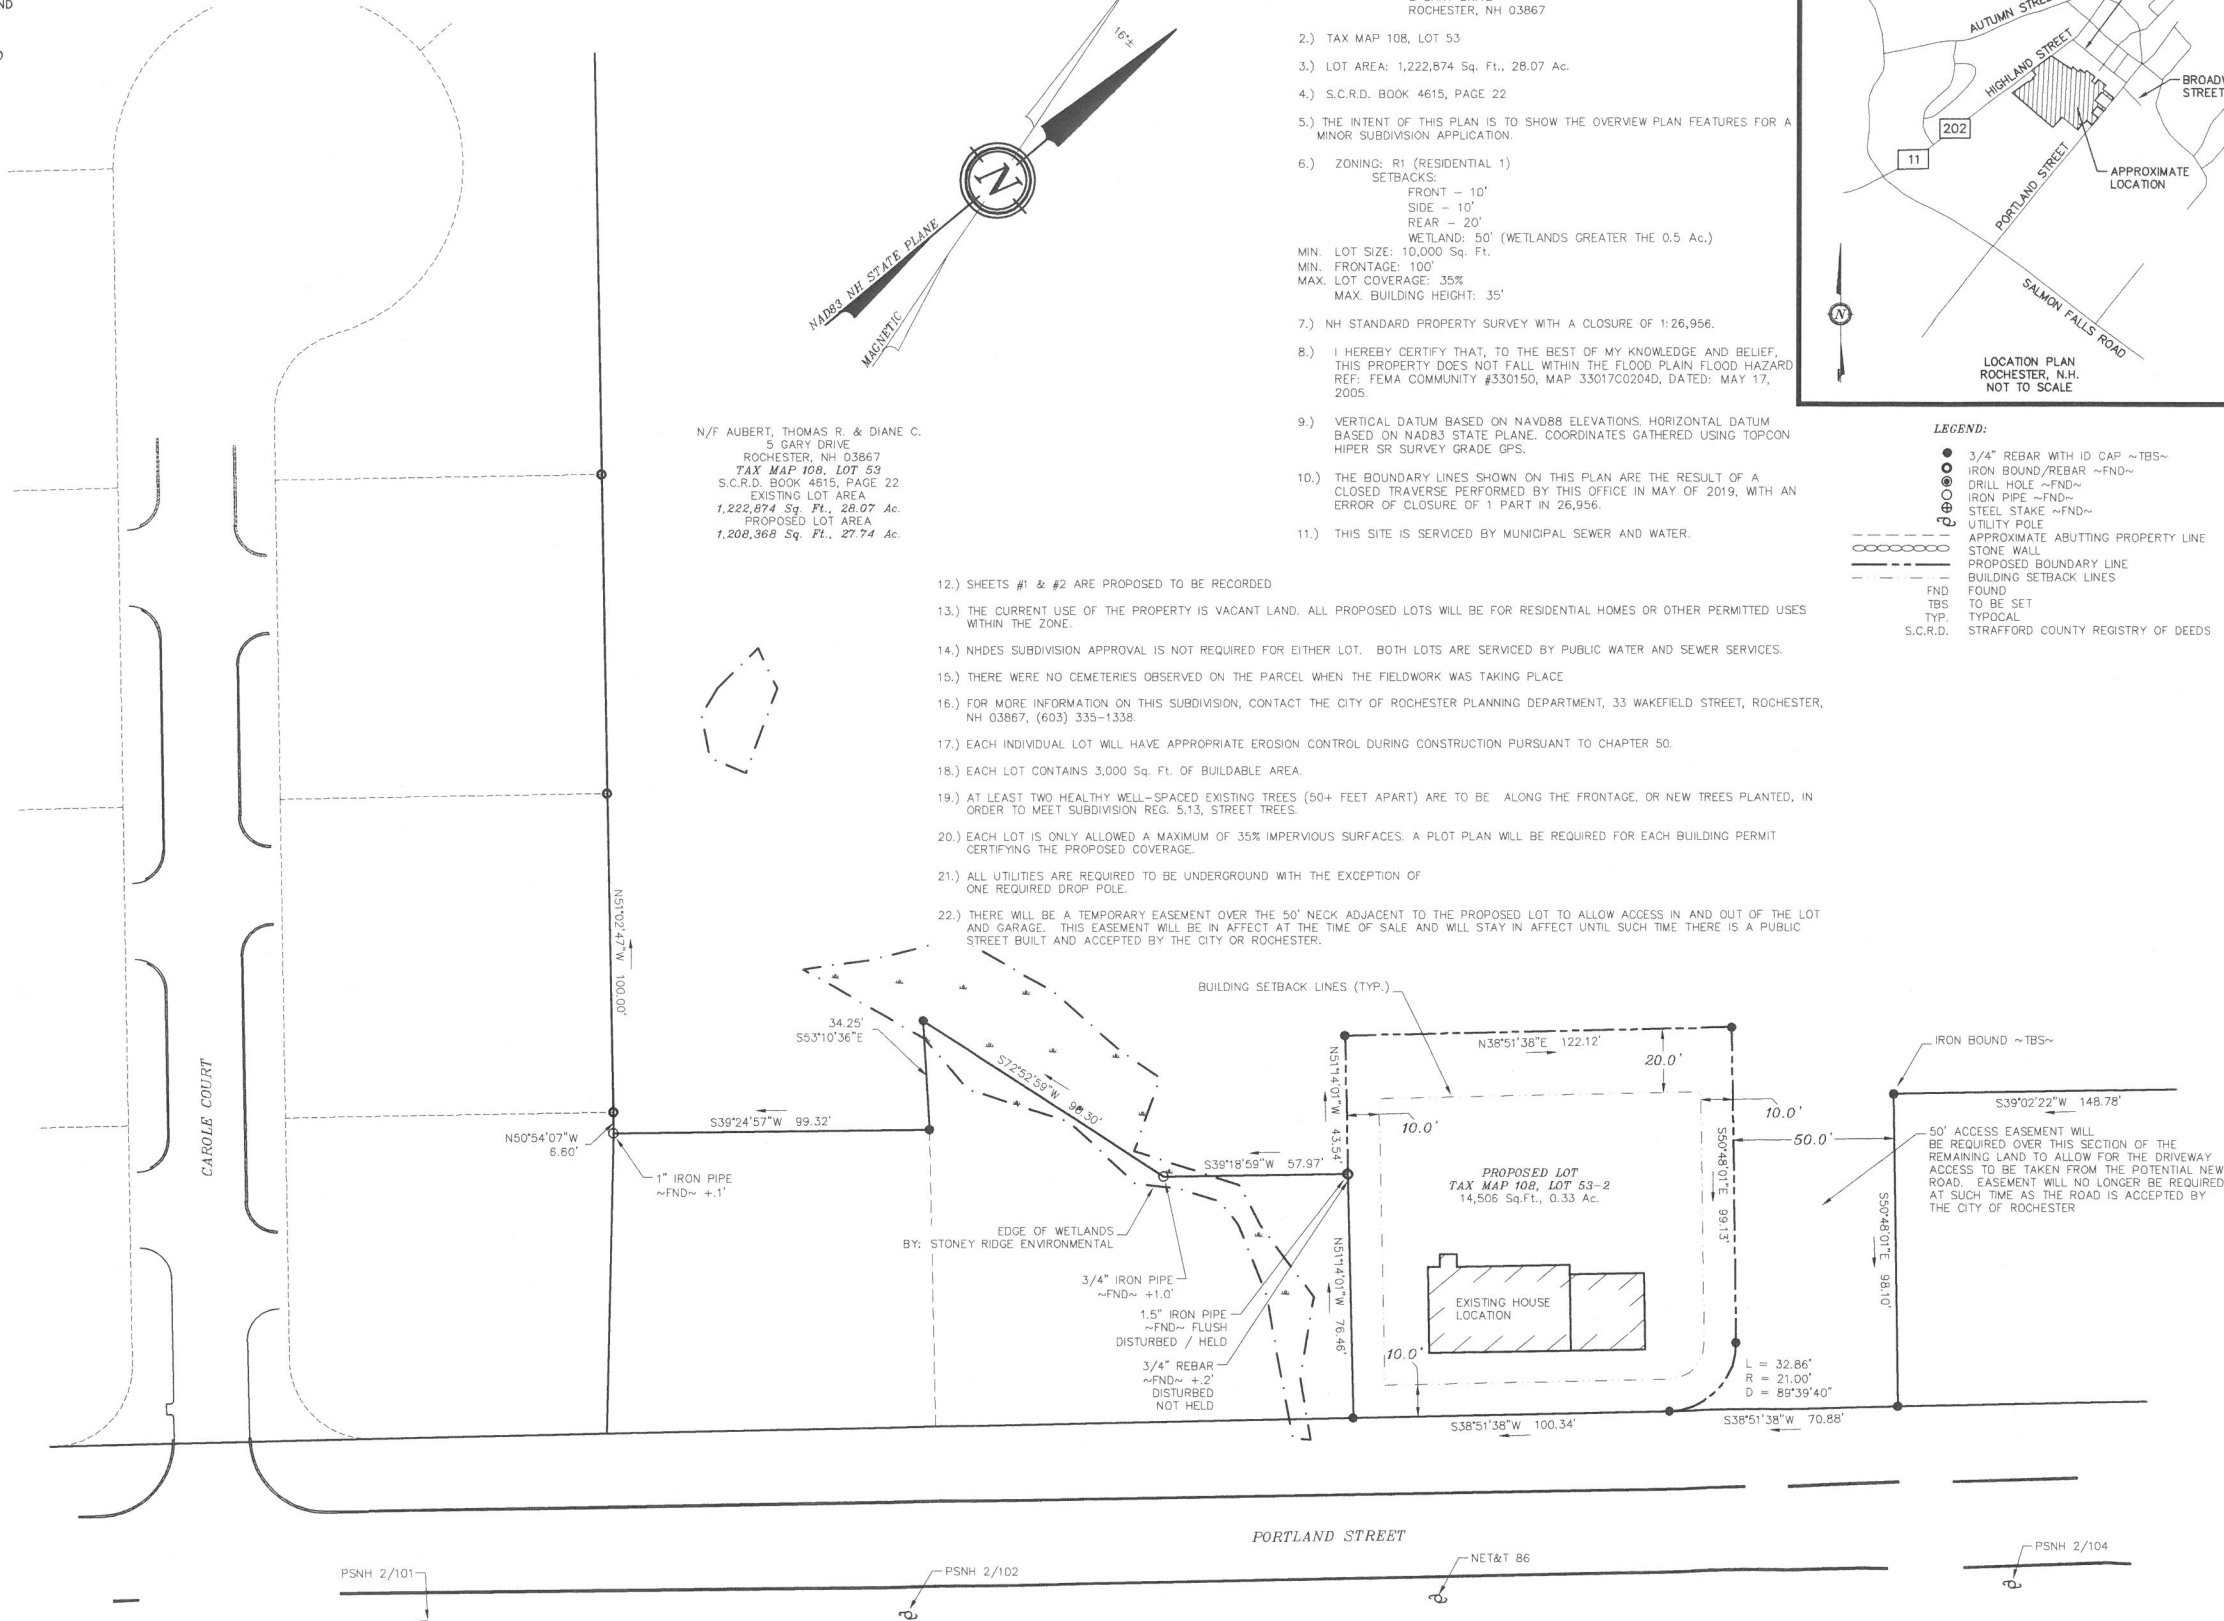 ROCHESTER, NH 03867
2.) TAX MAP 108, LOT 53
3.) LOT AREA: 1,222,874 Sq. Ft., 28.07 Ac.
4.) S.C.R.D. BOOK 4615, PAGE 22
5.) THE INTENT OF THIS PLAN IS TO SHOW THE OVERVIEW PLAN FEATURES FOR A
MINOR SUBDIVISION APPLICATION.
6.) ZONING: R1 (RESIDENTIAL 1)
SETBACKS:
FRONT - 10'
SIDE - 10'
REAR - 20'
WETLAND: 50' (WETLANDS GREATER THE 0.5 Ac.)
MIN. LOT SIZE: 10,000 Sq. Ft.
MIN. FRONTAGE: 100'
MAX. LOT COVERAGE: 35%
MAX. BUILDING HEIGHT: 35'
7.) NH STANDARD PROPERTY SURVEY WITH A CLOSURE OF 1:26,956.
8.) I HEREBY CERTIFY THAT, TO THE BEST OF MY KNOWLEDGE AND BELIEF,
THIS PROPERTY DOES NOT FALL WITHIN THE FLOOD PLAIN FLOOD HAZARD
REF: FEMA COMMUNITY #330150, MAP 33017C0204D, DATED: MAY 17,
2005.
9.) VERTICAL DATUM BASED ON NAVD88 ELEVATIONS. HORIZONTAL DATUM
BASED ON NAD83 STATE PLANE. COORDINATES GATHERED USING TOPCON
HIPER SR SURVEY GRADE GPS.
10.) THE BOUNDARY LINES SHOWN ON THIS PLAN ARE THE RESULT OF A
CLOSED TRAVERSE PERFORMED BY THIS OFFICE IN MAY OF 2019, WITH AN
ERROR OF CLOSURE OF 1 PART IN 26,956.
11.) THIS SITE IS SERVICED BY MUNICIPAL SEWER AND WATER.
12.) SHEETS #1 & #2 ARE PROPOSED TO BE RECORDED
13.) THE CURRENT USE OF THE PROPERTY IS VACANT LAND. ALL PROPOSED LOTS WILL BE FOR RESIDENTIAL HOMES OR OTHER PERMITTED USES
WITHIN THE ZONE.
14.) NHDES SUBDIVISION APPROVAL IS NOT REQUIRED FOR EITHER LOT. BOTH LOTS ARE SERVICED BY PUBLIC WATER AND SEWER SERVICES.
15.) THERE WERE NO CEMETERIES OBSERVED ON THE PARCEL WHEN THE FIELDWORK WAS TAKING PLACE
16.) FOR MORE INFORMATION ON THIS SUBDIVISION, CONTACT THE CITY OF ROCHESTER PLANNING DEPARTMENT, 33 WAKEFIELD STREET, ROCHESTER,
NH 03867, (603) 335-1338.
17.) EACH INDIVIDUAL LOT WILL HAVE APPROPRIATE EROSION CONTROL DURING CONSTRUCTION PURSUANT TO CHAPTER 50.
18.) EACH LOT CONTAINS 3,000 Sq. Ft. OF BUILDABLE AREA.
19.) AT LEAST TWO HEALTHY WELL-SPACED EXISTING TREES (50+ FEET APART) ARE TO BE ALONG THE FRONTAGE, OR NEW TREES PLANTED, IN
ORDER TO MEET SUBDIVISION REG. 5.13, STREET TREES.
20.) EACH LOT IS ONLY ALLOWED A MAXIMUM OF 35% IMPERVIOUS SURFACES. A PLOT PLAN WILL BE REQUIRED FOR EACH BUILDING PERMIT
CERTIFYING THE PROPOSED COVERAGE.
21.) ALL UTILITIES ARE REQUIRED TO BE UNDERGROUND WITH THE EXCEPTION OF
ONE REQUIRED DROP POLE.
22.) THERE WILL BE A TEMPORARY EASEMENT OVER THE 50' NECK ADJACENT TO THE PROPOSED LOT TO ALLOW ACCESS IN AND OUT OF THE LOT
AND GARAGE. THIS EASEMENT WILL BE IN AFFECT AT THE TIME OF SALE AND WILL STAY IN AFFECT UNTIL SUCH TIME THERE IS A PUBLIC
STREET BUILT AND ACCEPTED BY THE CITY OR ROCHESTER.
16°±
N
NAD83 NH STATE PLANE
MAGNETIC
N/F AUBERT, THOMAS R. & DIANE C.
5 GARY DRIVE
ROCHESTER, NH 03867
TAX MAP 108, LOT 53
S.C.R.D. BOOK 4615, PAGE 22
EXISTING LOT AREA
1,222,874 Sq. Ft., 28.07 Ac.
PROPOSED LOT AREA
1,208,368 Sq. Ft., 27.74 Ac.
AUTUMN STRE
HIGHLAND STREET
BROADW
STREET
202
11
APPROXIMATE
LOCATION
PORTLAND STREET
SALMON FALLS ROAD
N
LOCATION PLAN
ROCHESTER, N.H.
NOT TO SCALE
LEGEND:
3/4" REBAR WITH ID CAP ~TBS~
IRON BOUND/REBAR ~FND~
DRILL HOLE ~FND~
IRON PIPE ~FND~
STEEL STAKE ~FND~
UTILITY POLE
APPROXIMATE ABUTTING PROPERTY LINE
STONE WALL
PROPOSED BOUNDARY LINE
BUILDING SETBACK LINES
FND FOUND
TBS TO BE SET
TYP. TYPOCAL
S.C.R.D. STRAFFORD COUNTY REGISTRY OF DEEDS
N51°02'47"W 100.00'
BUILDING SETBACK LINES (TYP.)
34.25'
S53°10'36"E
S72°52'59"W 98.30'
N38°51'38"E 122.12'
20.0'
IRON BOUND ~TBS~
S39°02'22"W 148.78'
N51°14'01"W 43.54'
10.0'
10.0'
50.0'
50' ACCESS EASEMENT WILL
BE REQUIRED OVER THIS SECTION OF THE
REMAINING LAND TO ALLOW FOR THE DRIVEWAY
ACCESS TO BE TAKEN FROM THE POTENTIAL NEW
ROAD. EASEMENT WILL NO LONGER BE REQUIRED
AT SUCH TIME AS THE ROAD IS ACCEPTED BY
THE CITY OF ROCHESTER
CAROLE COURT
N50°54'07"W
6.60'
S39°24'57"W 99.32'
1" IRON PIPE
~FND~ +.1'
S39°18'59"W 57.97'
PROPOSED LOT
TAX MAP 108, LOT 53-2
14,506 Sq.Ft., 0.33 Ac.
S50°48'01"E 99.13'
S50°48'01"E 98.10'
EDGE OF WETLANDS
BY: STONEY RIDGE ENVIRONMENTAL
3/4" IRON PIPE
~FND~ +1.0'
1.5" IRON PIPE
~FND~ FLUSH
DISTURBED / HELD
3/4" REBAR
~FND~ +.2'
DISTURBED
NOT HELD
N51°14'01"W 76.46'
EXISTING HOUSE
LOCATION
10.0'
L = 32.86'
R = 21.00'
D = 89°39'40"
S38°51'38"W 100.34'
S38°51'38"W 70.88'
PORTLAND STREET
PSNH 2/101
PSNH 2/102
NET&T 86
PSNH 2/104